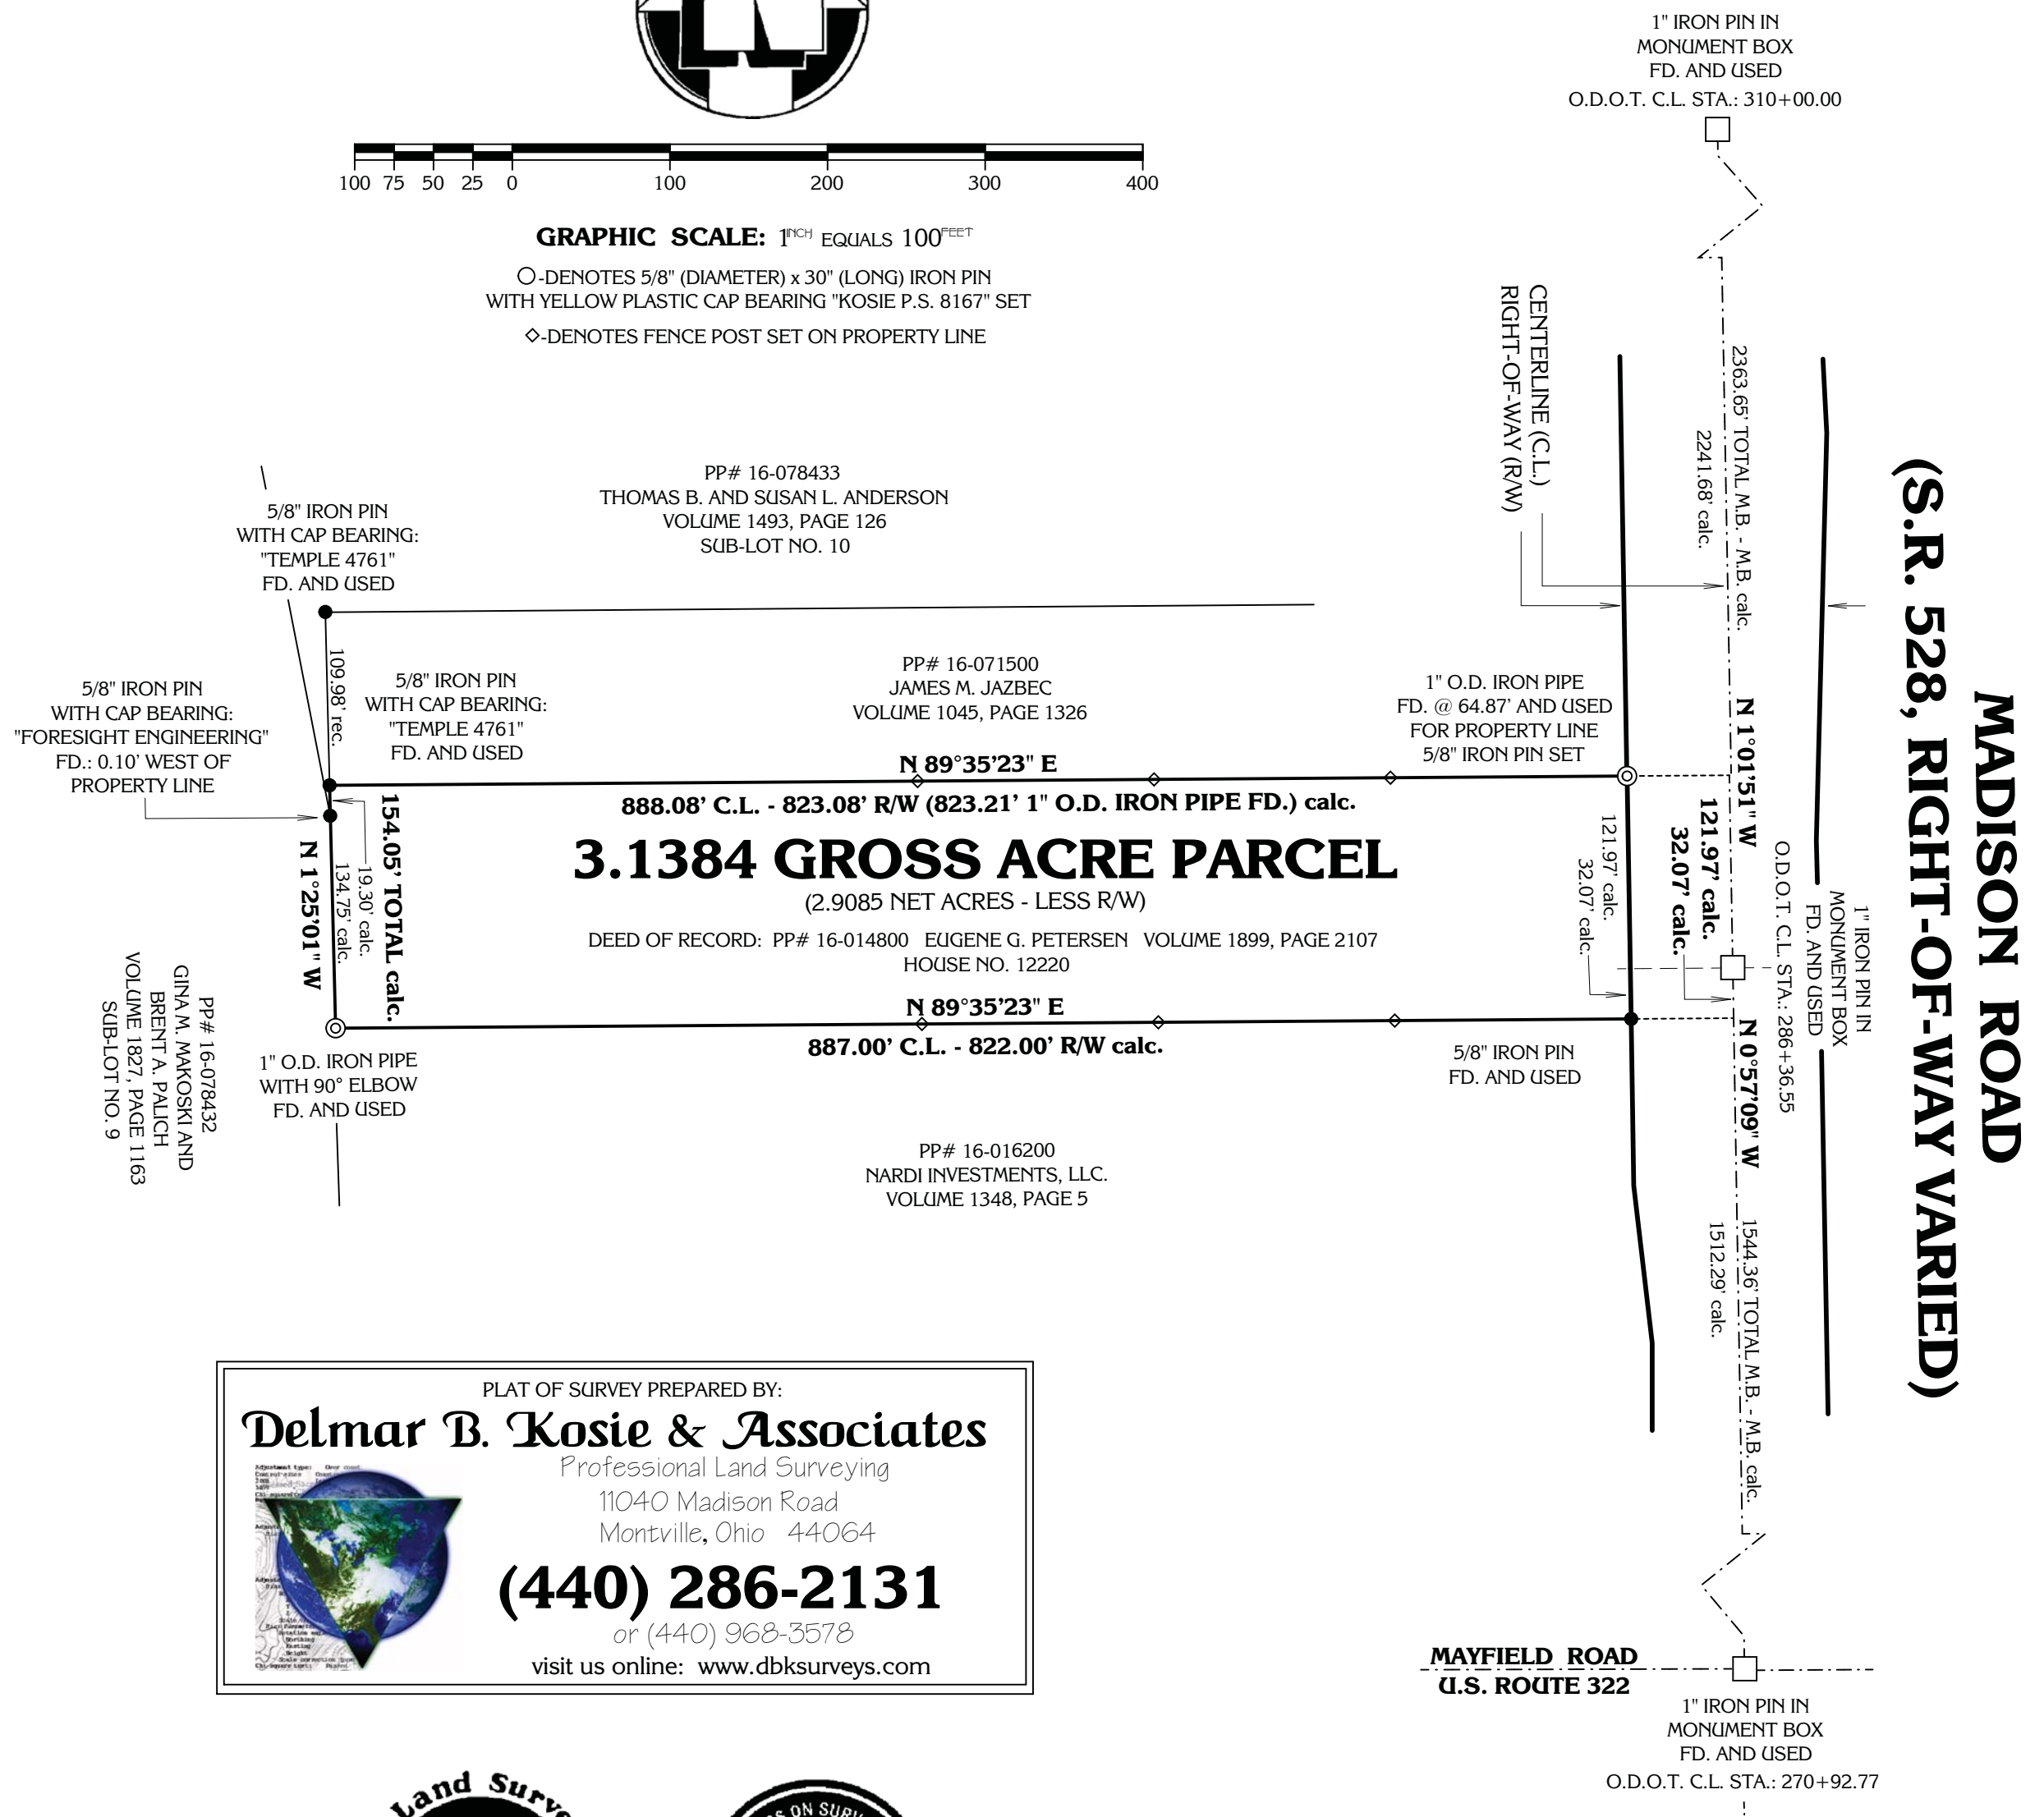 1" IRON PIN IN
MONUMENT BOX
FD. AND USED
O.D.O.T. C.L. STA.: 310+00.00
100 75 50 25 0 100 200 300 400
GRAPHIC SCALE: 1INCH EQUALS 100FEET
-DENOTES 5/8" (DIAMETER) x 30" (LONG) IRON PIN
WITH YELLOW PLASTIC CAP BEARING "KOSIE P.S. 8167" SET
-DENOTES FENCE POST SET ON PROPERTY LINE
CENTERLINE (C.L.)
RIGHT-OF-WAY (R/W)
2363.65' TOTAL M.B. - M.B. calc.
2241.68' calc.
MADISON ROAD
(S.R. 528, RIGHT-OF-WAY VARIED)
PP# 16-078433
THOMAS B. AND SUSAN L. ANDERSON
VOLUME 1493, PAGE 126
SUB-LOT NO. 10
5/8" IRON PIN
WITH CAP BEARING:
"TEMPLE 4761"
FD. AND USED
109.98' rec.
5/8" IRON PIN
WITH CAP BEARING:
"TEMPLE 4761"
FD. AND USED
5/8" IRON PIN
WITH CAP BEARING:
"FORESIGHT ENGINEERING"
FD.: 0.10' WEST OF
PROPERTY LINE
PP# 16-071500
JAMES M. JAZBEC
VOLUME 1045, PAGE 1326
1" O.D. IRON PIPE
FD. @ 64.87' AND USED
FOR PROPERTY LINE
5/8" IRON PIN SET
N 89°35'23" E
888.08' C.L. - 823.08' R/W (823.21' 1" O.D. IRON PIPE FD.) calc.
3.1384 GROSS ACRE PARCEL
(2.9085 NET ACRES - LESS R/W)
DEED OF RECORD: PP# 16-014800 EUGENE G. PETERSEN VOLUME 1899, PAGE 2107
HOUSE NO. 12220
154.05' TOTAL calc.
19.30' calc.
134.75' calc.
N 1°25'01" W
N 1°01'51" W
121.97' calc.
32.07' calc.
121.97' calc.
32.07' calc.
1" IRON PIN IN
MONUMENT BOX
FD. AND USED
O.D.O.T. C.L. STA.: 286+36.55
N 89°35'23" E
887.00' C.L. - 822.00' R/W calc.
N 0°57'09" W
5/8" IRON PIN
FD. AND USED
1" O.D. IRON PIPE
WITH 90° ELBOW
FD. AND USED
PP# 16-078432
GINA M. MAKOSKI AND
BRENT A. PALICH
VOLUME 1827, PAGE 1163
SUB-LOT NO. 9
PP# 16-016200
NARDI INVESTMENTS, LLC.
VOLUME 1348, PAGE 5
1544.36' TOTAL M.B. - M.B. calc.
1512.29' calc.
PLAT OF SURVEY PREPARED BY:
Delmar B. Kosie & Associates
Professional Land Surveying
11040 Madison Road
Montville, Ohio 44064
(440) 286-2131
or (440) 968-3578
visit us online: www.dbksurveys.com
MAYFIELD ROAD
U.S. ROUTE 322
1" IRON PIN IN
MONUMENT BOX
FD. AND USED
O.D.O.T. C.L. STA.: 270+92.77
Land Surve
ON SURV